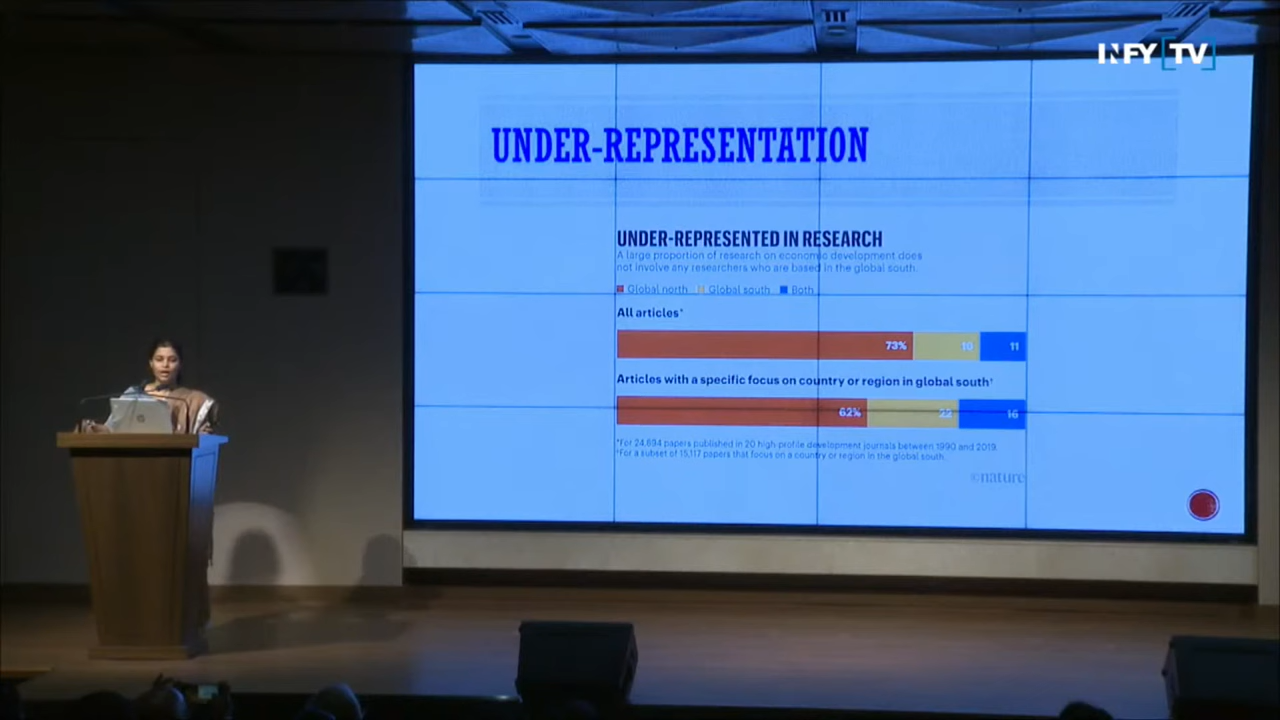 INFY [TV]
UNDER-REPRESENTATION
UNDER-REPRESENTED IN RESEARCH
A large proportion of research on economic development does
not involve any researchers who are based in the global south.
Global north Global south Both
All articles*
73% 16 11
Articles with a specific focus on country or region in global south†
62% 22 16
*For 24,894 papers published in 20 high-profile development journals between 1990 and 2019.
†For a subset of 15,117 papers that focus on a country or region in the global south.
©nature